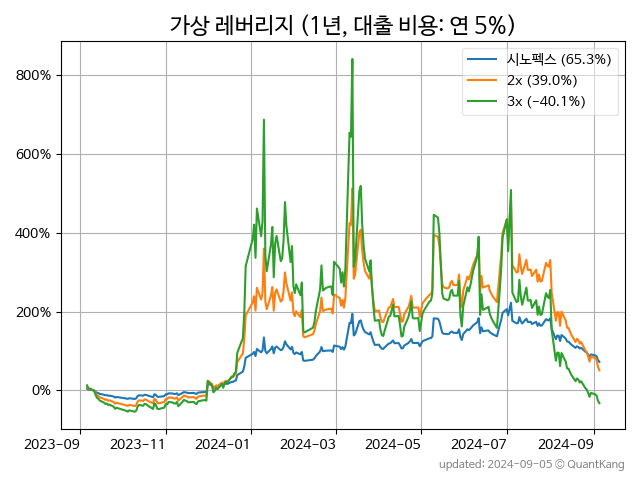 가상 레버리지 (1년, 대출 비용: 연 5%)
시노펙스 (65.3%)
2x (39.0%)
3x (-40.1%)
800%
600%
400%
200%
0%
2023-09 2023-11 2024-01 2024-03 2024-05 2024-07 2024-09
updated: 2024-09-05 © QuantKang